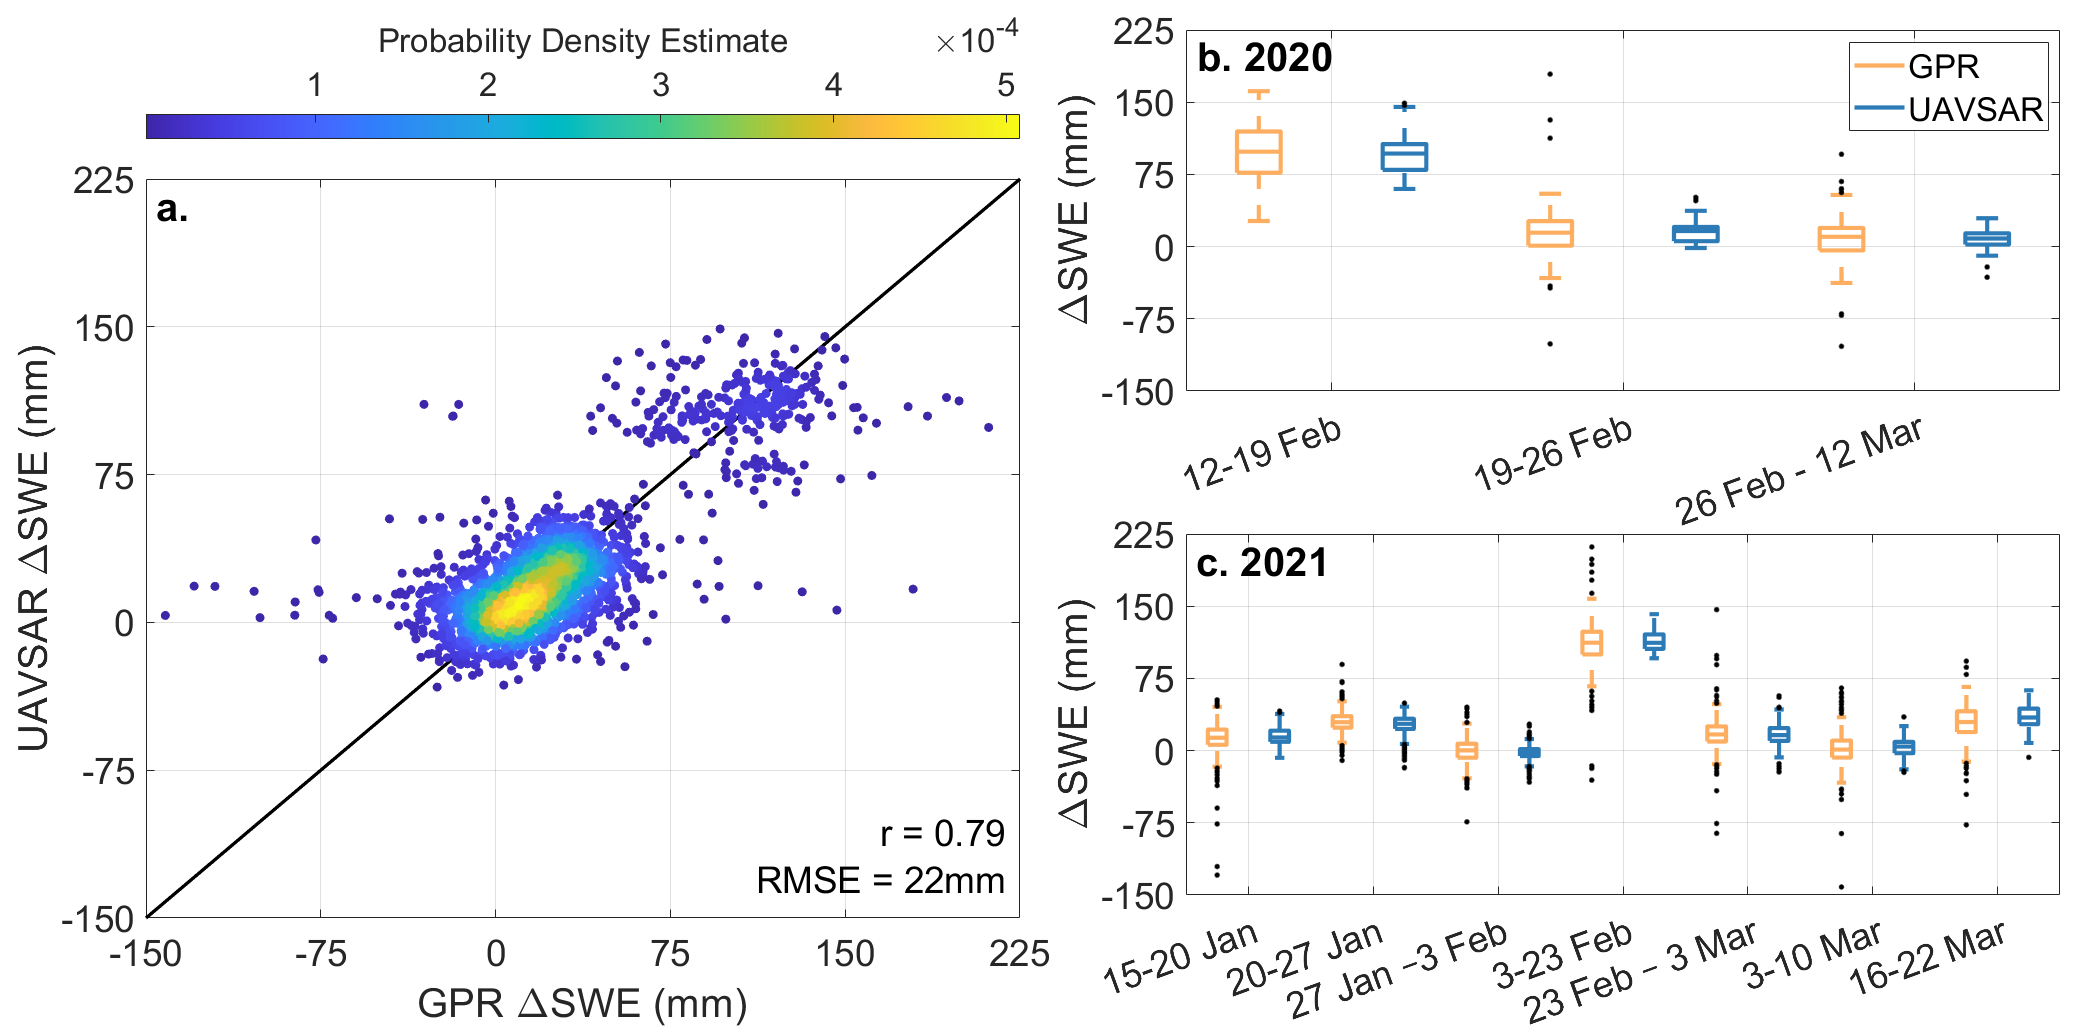 Probability Density Estimate
×10-4
1 2 3 4 5
225
150
75
0
-75
-150
a.
UAVSAR ΔSWE (mm)
r = 0.79
RMSE = 22mm
-150 -75 0 75 150 225
GPR ΔSWE (mm)
b. 2020
GPR
UAVSAR
225
150
75
0
-75
-150
ΔSWE (mm)
12-19 Feb
19-26 Feb
26 Feb - 12 Mar
c. 2021
225
150
75
0
-75
-150
ΔSWE (mm)
15-20 Jan
20-27 Jan
27 Jan –3 Feb
3-23 Feb
23 Feb – 3 Mar
3-10 Mar
16-22 Mar